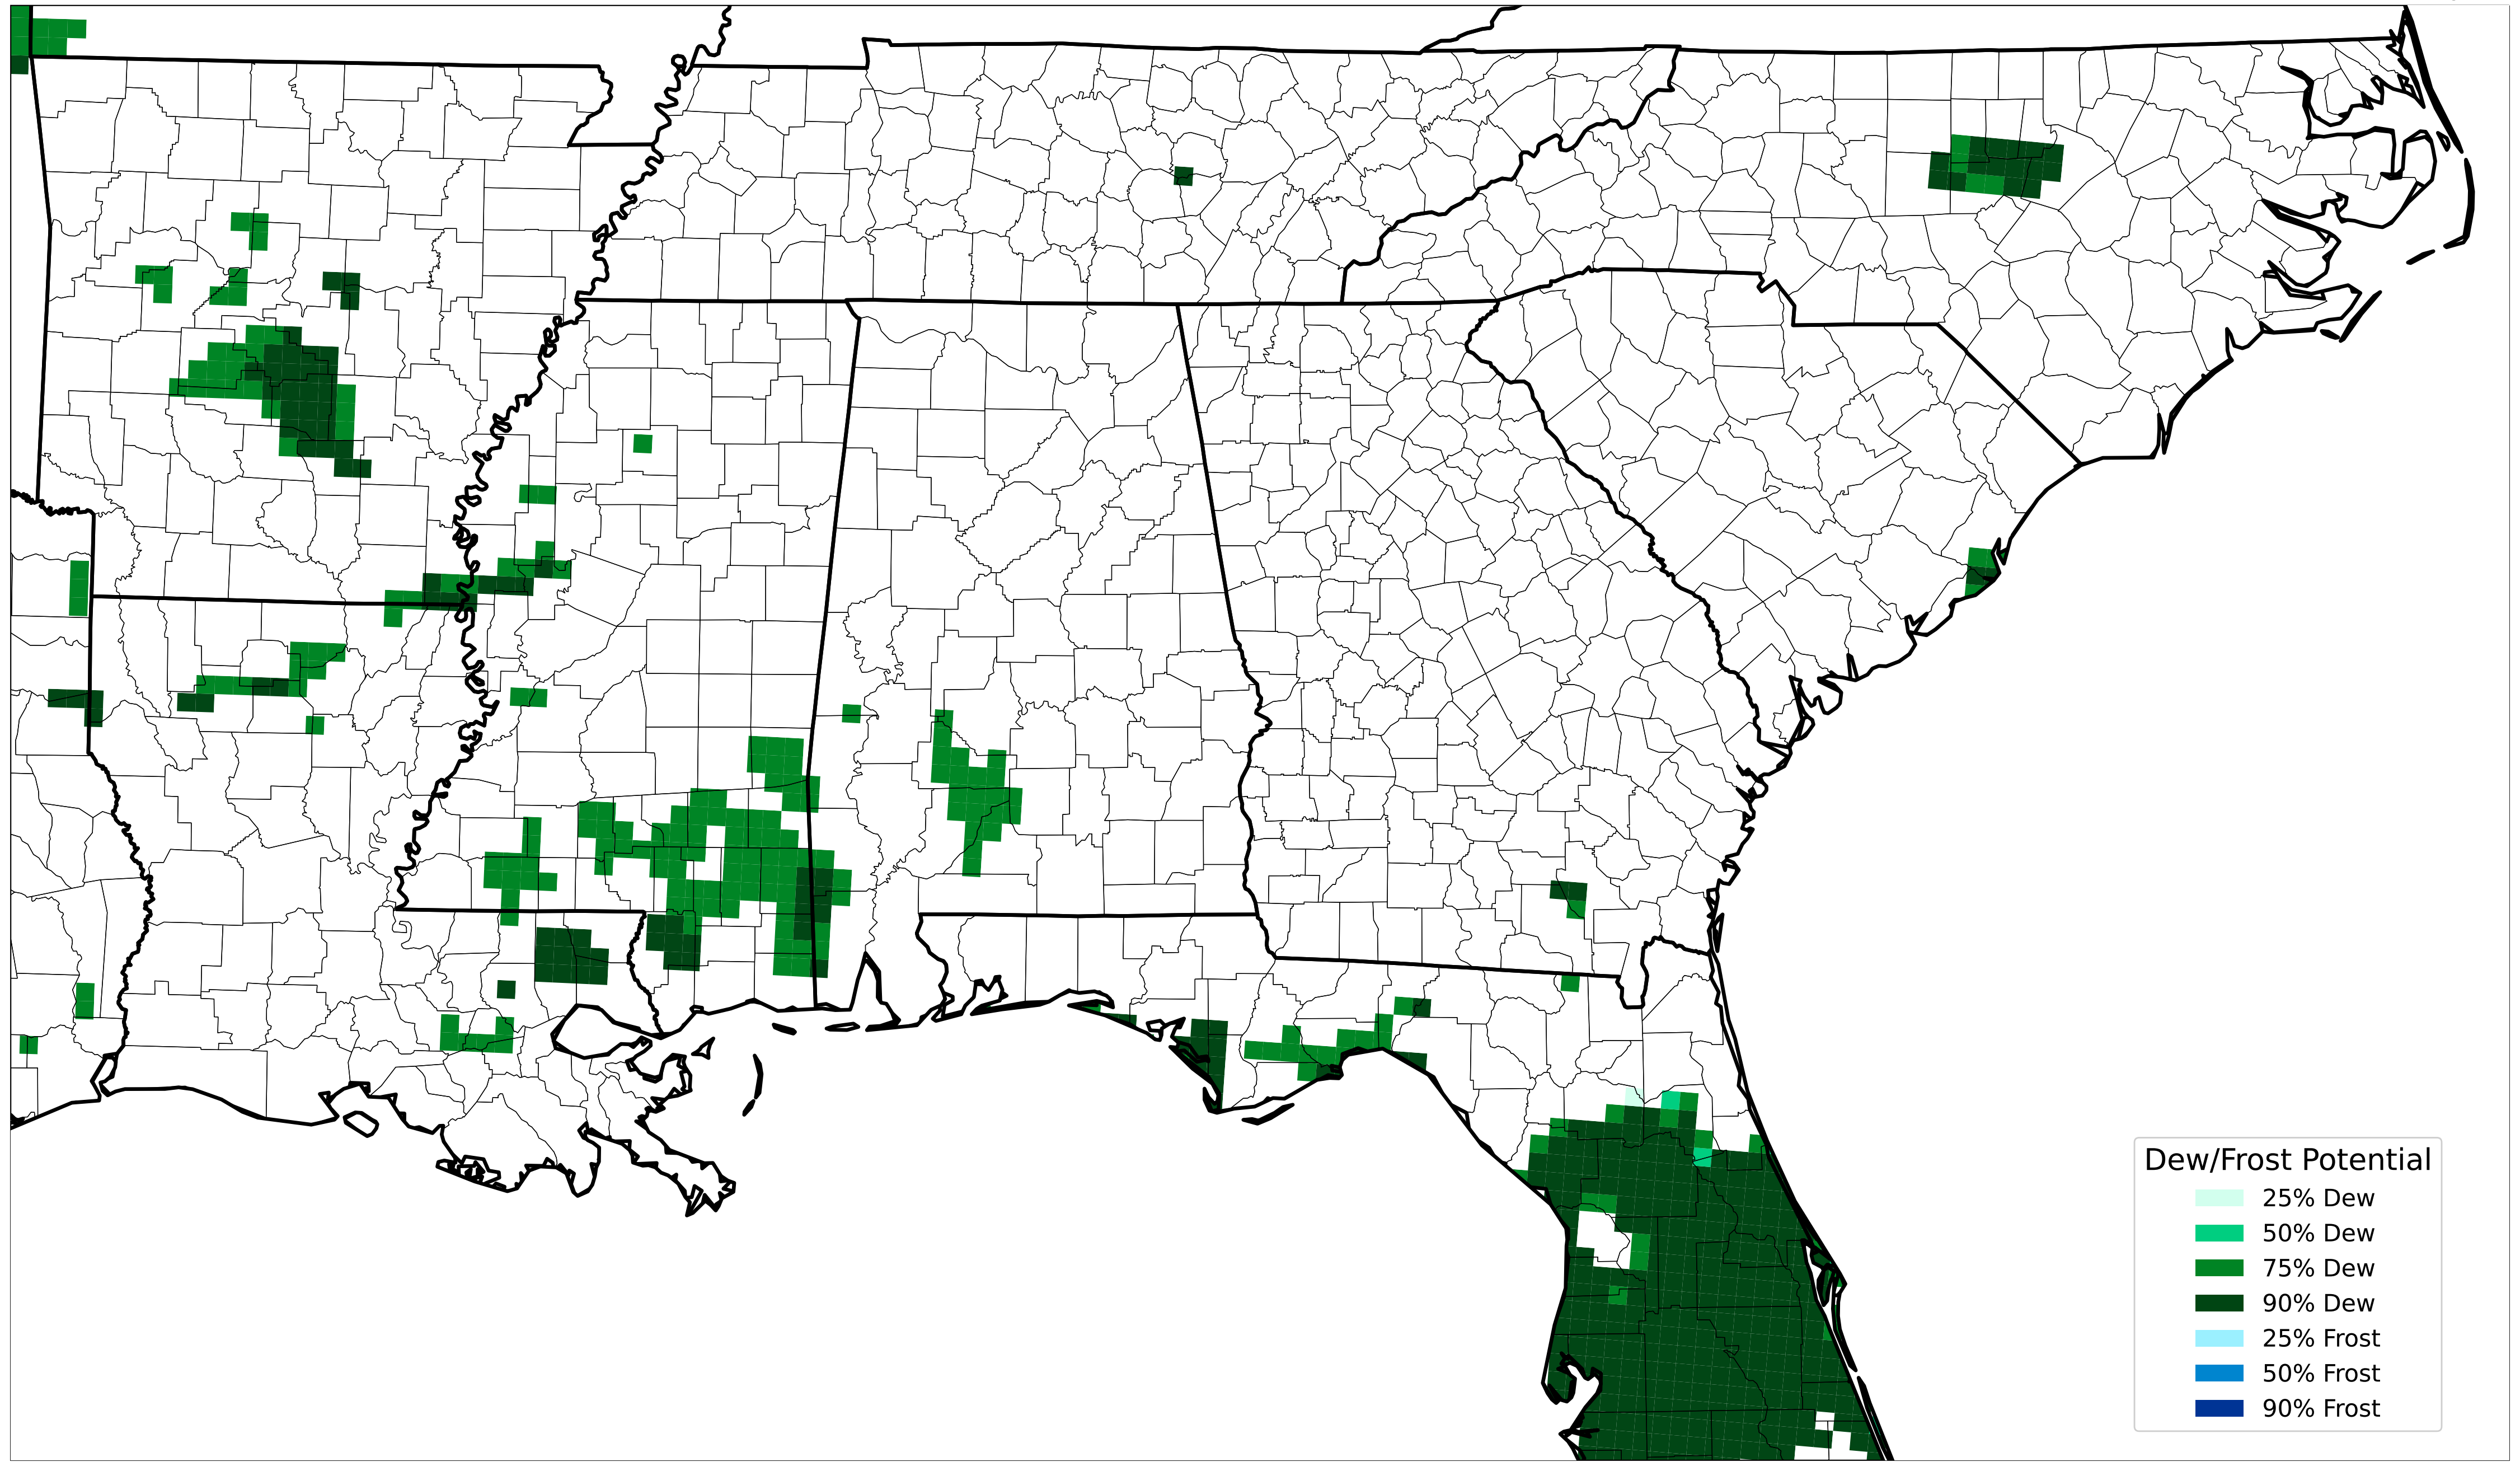 Dew/Frost Potential
25% Dew
50% Dew
75% Dew
90% Dew
25% Frost
50% Frost
90% Frost